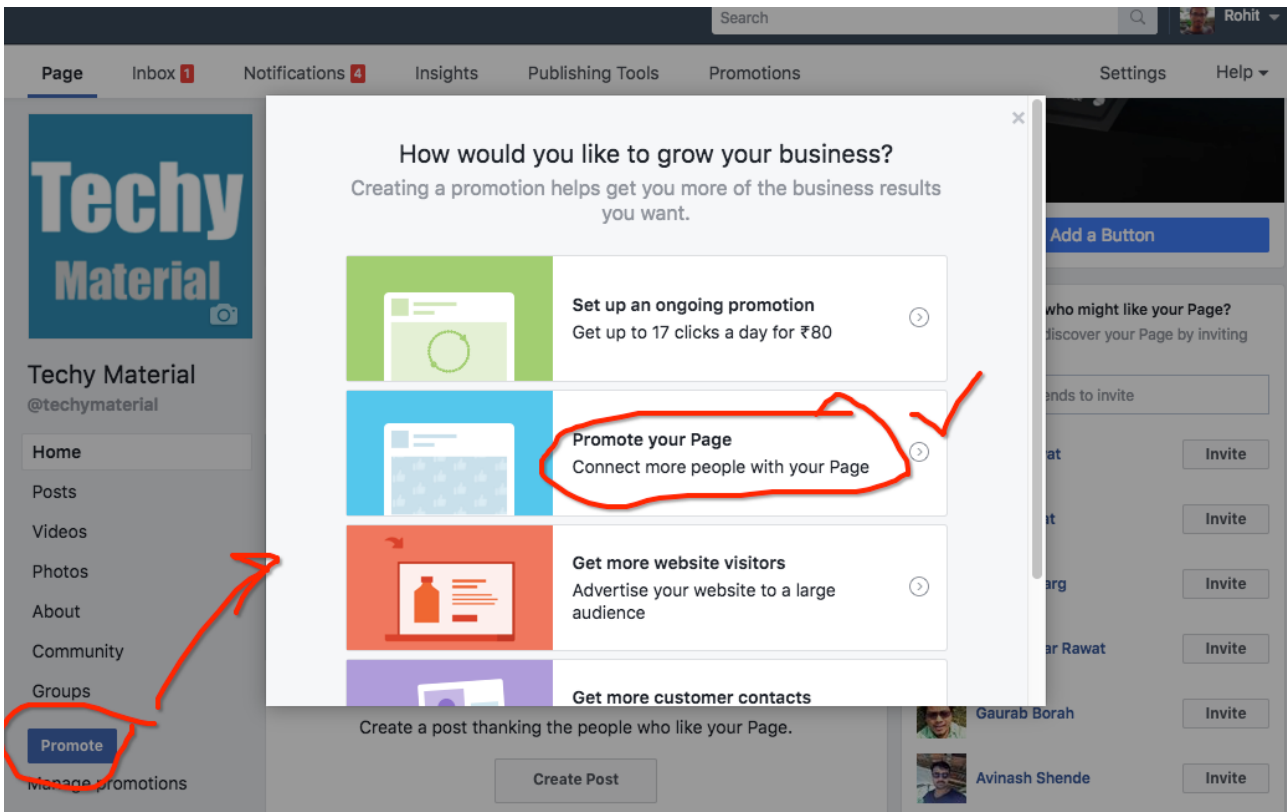 Search
Rohit
Page
Inbox 1
Notifications 4
Insights
Publishing Tools
Promotions
Settings
Help
Techy
Material
Techy Material
@techymaterial
Home
Posts
Videos
Photos
About
Community
Groups
Promote
Manage promotions
How would you like to grow your business?
Creating a promotion helps get you more of the business results
you want.
Set up an ongoing promotion
Get up to 17 clicks a day for ₹80
Promote your Page
Connect more people with your Page
Get more website visitors
Advertise your website to a large
audience
Get more customer contacts
Create a post thanking the people who like your Page.
Create Post
Add a Button
who might like your Page?
discover your Page by inviting
ends to invite
at
Invite
t
Invite
arg
Invite
ar Rawat
Invite
Gaurab Borah
Invite
Avinash Shende
Invite